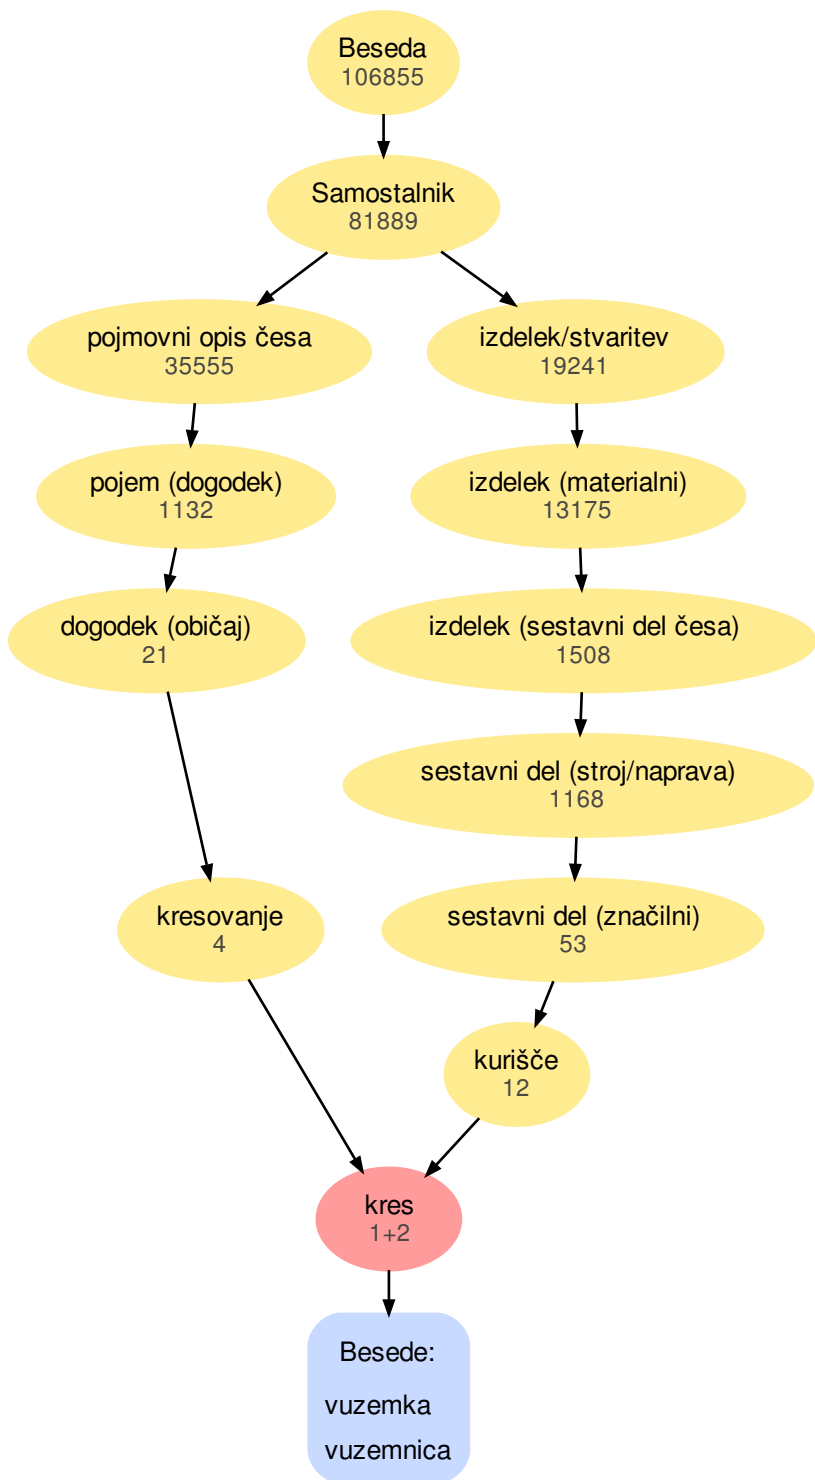 Beseda
106855
Samostalnik
81889
pojmovni opis česa
35555
izdelek/stvaritev
19241
pojem (dogodek)
1132
izdelek (materialni)
13175
dogodek (običaj)
21
izdelek (sestavni del česa)
1508
sestavni del (stroj/naprava)
1168
kresovanje
4
sestavni del (značilni)
53
kurišče
12
kres
1+2
Besede:
vuzemka
vuzemnica